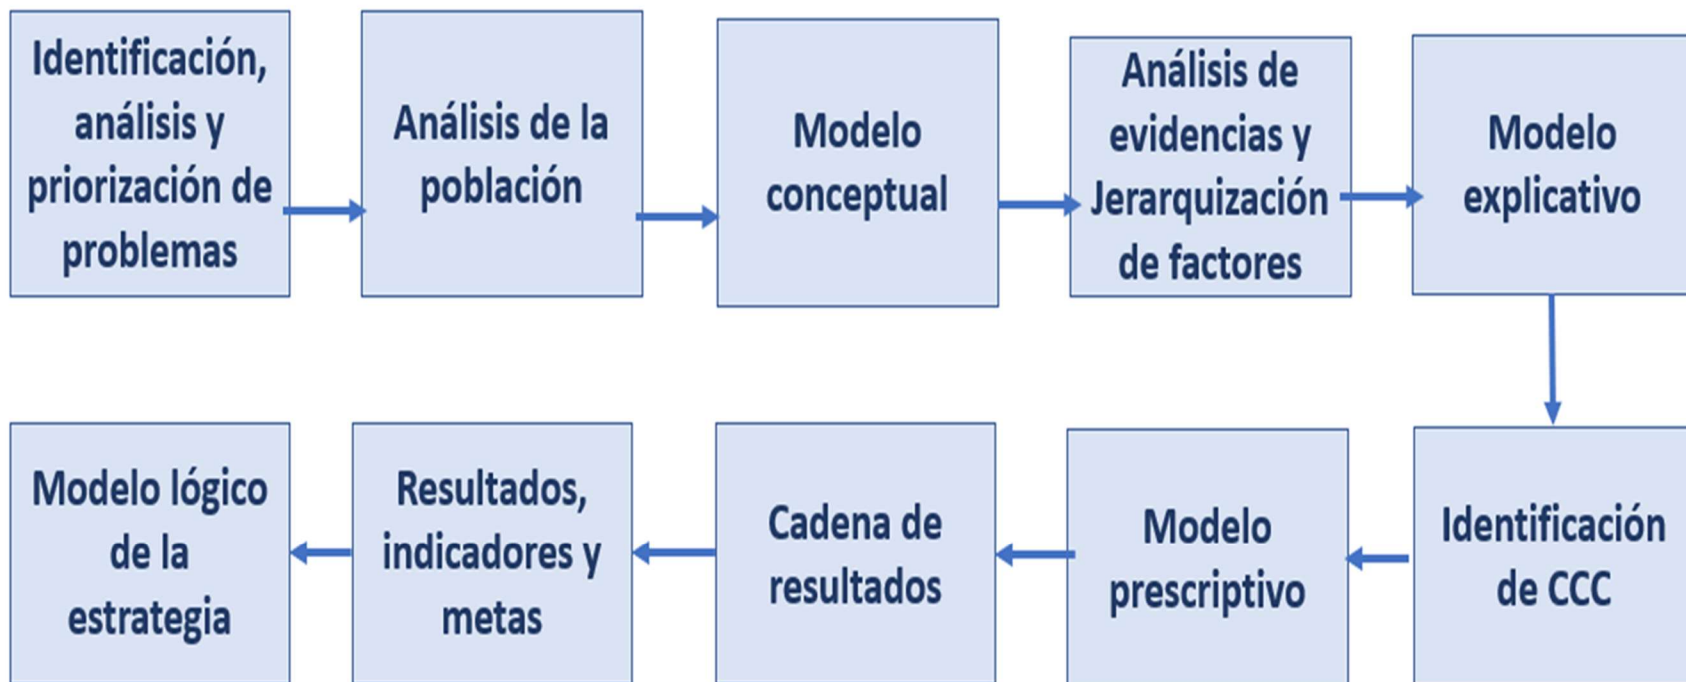 Identificación,
análisis y
priorización de
problemas
Análisis de la
población
Modelo
conceptual
Análisis de
evidencias y
Jerarquización
de factores
Modelo
explicativo
Identificación
de CCC
Modelo
prescriptivo
Cadena de
resultados
Resultados,
indicadores y
metas
Modelo lógico
de la
estrategia